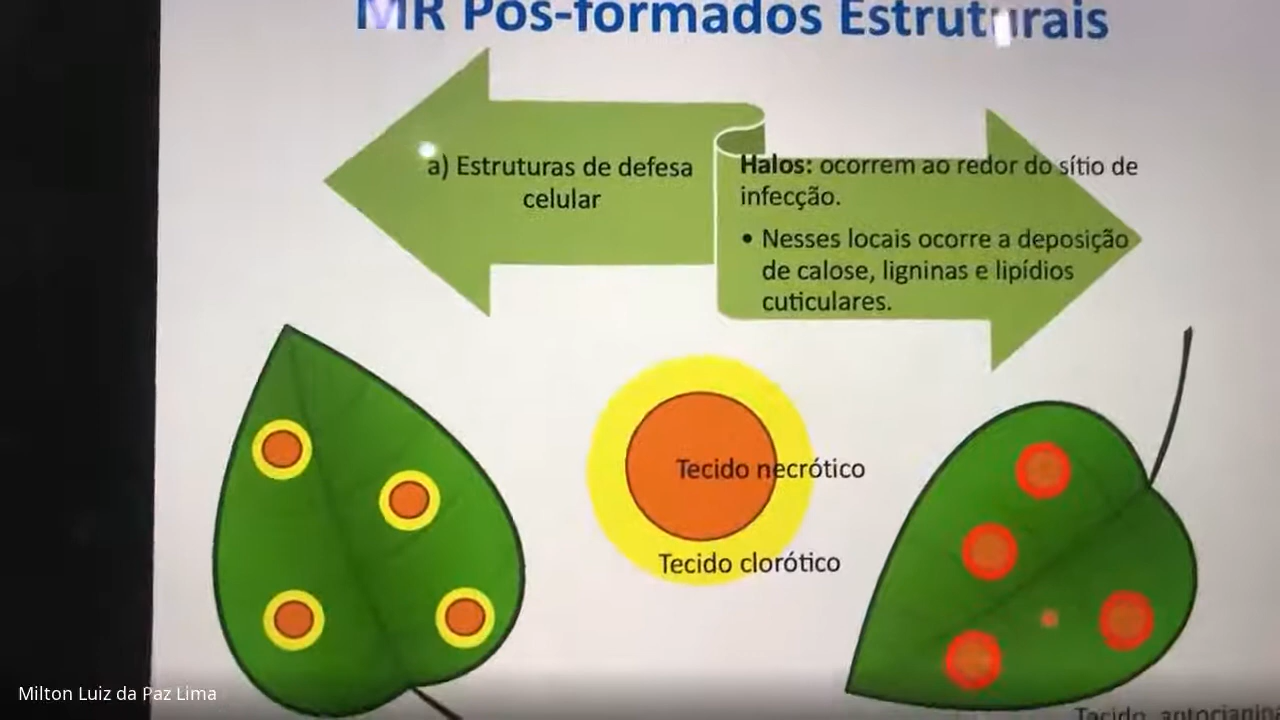 MR Pós-formados Estruturais
a) Estruturas de defesa
celular
Halos: ocorrem ao redor do sítio de
infecção.
• Nesses locais ocorre a deposição
de calose, ligninas e lipídios
cuticulares.
Tecido necrótico
Tecido clorótico
Tecido
Milton Luiz da Paz Lima